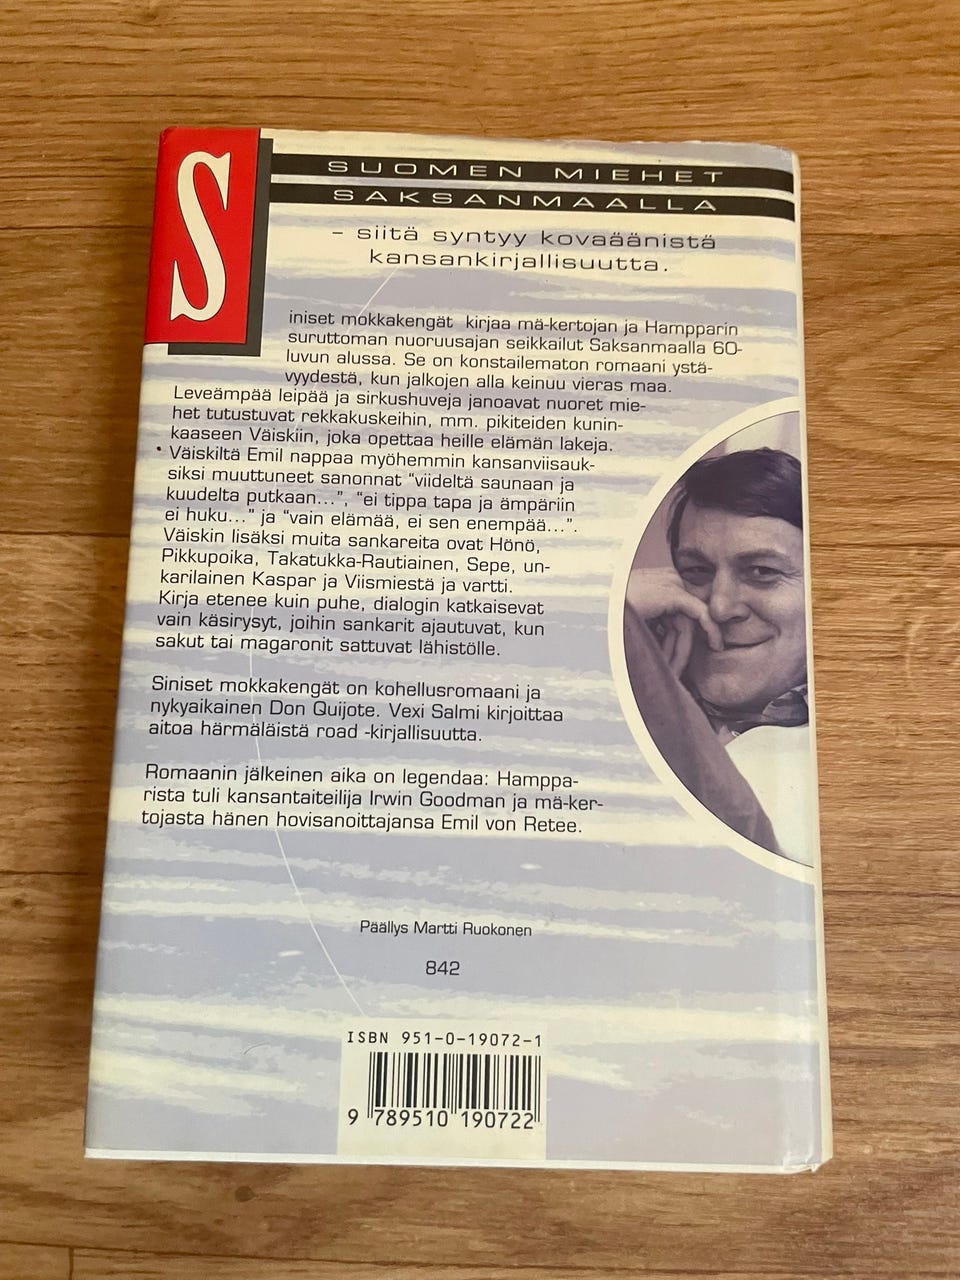 SUOMEN MIEHET
SAKSANMAALLA
– siitä syntyy kovaäänistä
kansankirjallisuutta.
S
iniset mokkakengät kirjaa mä-kertojan ja Hampparin
suruttoman nuoruusajan seikkailut Saksanmaalla 60-
luvun alussa. Se on konstailematon romaani ystä-
vyydestä, kun jalkojen alla keinuu vieras maa.
Leveämpää leipää ja sirkushuveja janoavat nuoret mie-
het tutustuvat rekkakuskeihin, mm. pikiteiden kunin-
kaaseen Väiskiin, joka opettaa heille elämän lakeja.
Väiskiltä Emil nappaa myöhemmin kansanviisauk-
siksi muuttuneet sanonnat “viideltä saunaan ja
kuudelta putkaan...”, “ei tippa tapa ja ämpäriin
ei huku...” ja “vain elämää, ei sen enempää...”.
Väiskin lisäksi muita sankareita ovat Hönö,
Pikkupoika, Takatukka-Rautiainen, Sepe, un-
karilainen Kaspar ja Viismiestä ja vartti.
Kirja etenee kuin puhe, dialogin katkaisevat
vain käsirysyt, joihin sankarit ajautuvat, kun
sakut tai magaronit sattuvat lähistölle.
Siniset mokkakengät on kohellusromaani ja
nykyaikainen Don Quijote. Vexi Salmi kirjoittaa
aitoa härmäläistä road -kirjallisuutta.
Romaanin jälkeinen aika on legendaa: Hamppa-
rista tuli kansantaiteilija Irwin Goodman ja mä-ker-
tojasta hänen hovisanoittajansa Emil von Retee.
Päällys Martti Ruokonen
842
ISBN 951-0-19072-1
9 789510 190722